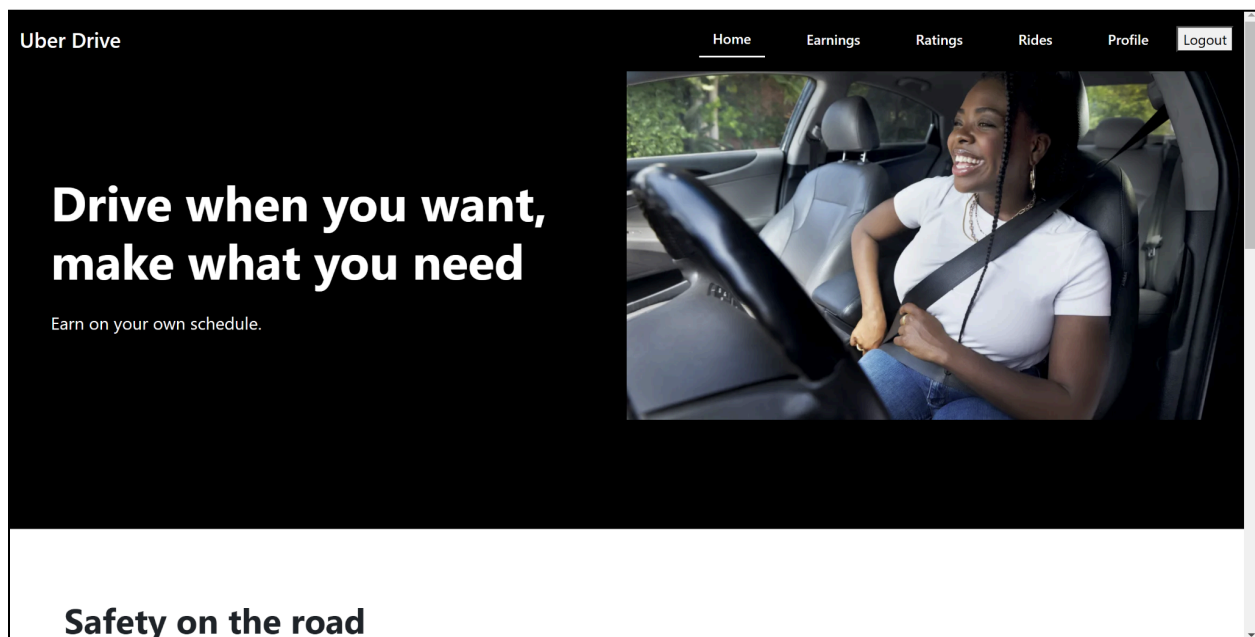 Uber Drive
Home Earnings Ratings Rides Profile Logout
Drive when you want,
make what you need
Earn on your own schedule.
Safety on the road